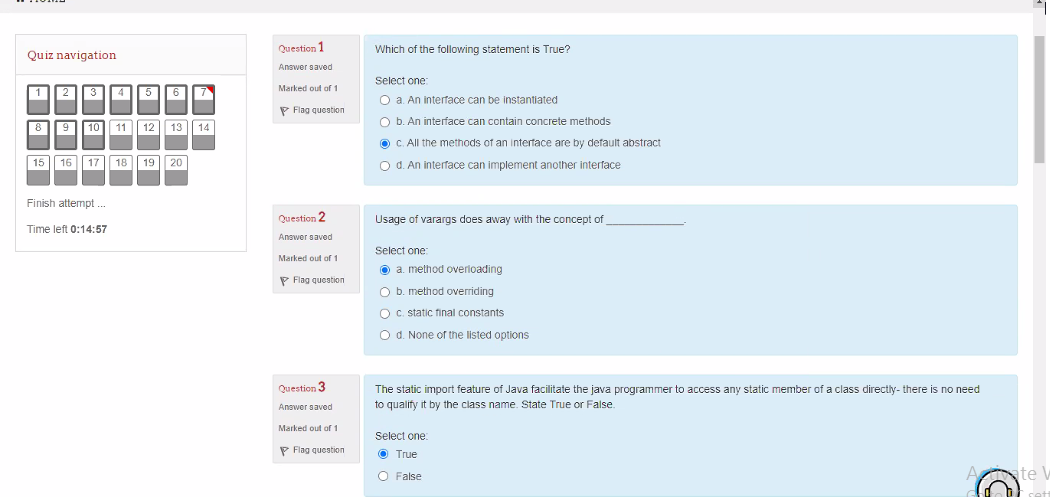 Quiz navigation
1 2 3 4 5 6 7
8 9 10 11 12 13 14
15 16 17 18 19 20
Finish attempt ...
Time left 0:14:57
Question 1
Answer saved
Marked out of 1
Flag question
Which of the following statement is True?
Select one:
a. An interface can be instantiated
b. An interface can contain concrete methods
c. All the methods of an interface are by default abstract
d. An interface can implement another interface
Question 2
Answer saved
Marked out of 1
Flag question
Usage of varargs does away with the concept of ______________.
Select one:
a. method overloading
b. method overriding
c. static final constants
d. None of the listed options
Question 3
Answer saved
Marked out of 1
Flag question
The static import feature of Java facilitate the java programmer to access any static member of a class directly- there is no need
to qualify it by the class name. State True or False.
Select one:
True
False